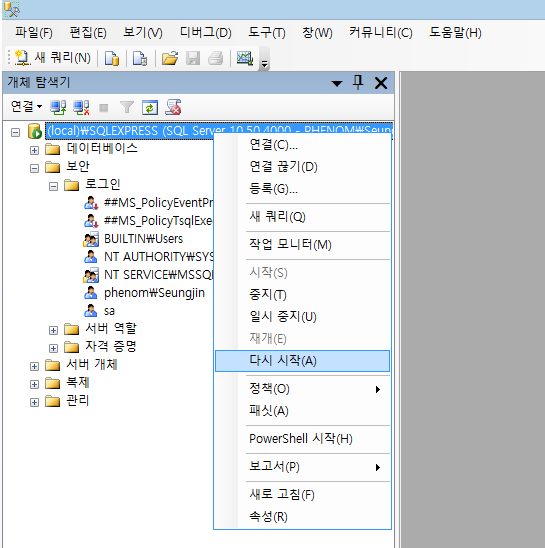 파일(F) 편집(E) 보기(V) 디버그(D) 도구(T) 창(W) 커뮤니티(C) 도움말(H)
새 쿼리(N)
개체 탐색기
연결
(local)₩SQLEXPRESS (SQL Server 10.50.4000 - PHENOM₩Seung
데이터베이스
보안
로그인
##MS_PolicyEventPr
##MS_PolicyTsqlExe
BUILTIN₩Users
NT AUTHORITY₩SYS
NT SERVICE₩MSSQL
phenom₩Seungjin
sa
서버 역할
자격 증명
서버 개체
복제
관리
연결(C)...
연결 끊기(D)
등록(G)...
새 쿼리(Q)
작업 모니터(M)
시작(S)
중지(T)
일시 중지(U)
재개(E)
다시 시작(A)
정책(O)
패싯(A)
PowerShell 시작(H)
보고서(P)
새로 고침(F)
속성(R)